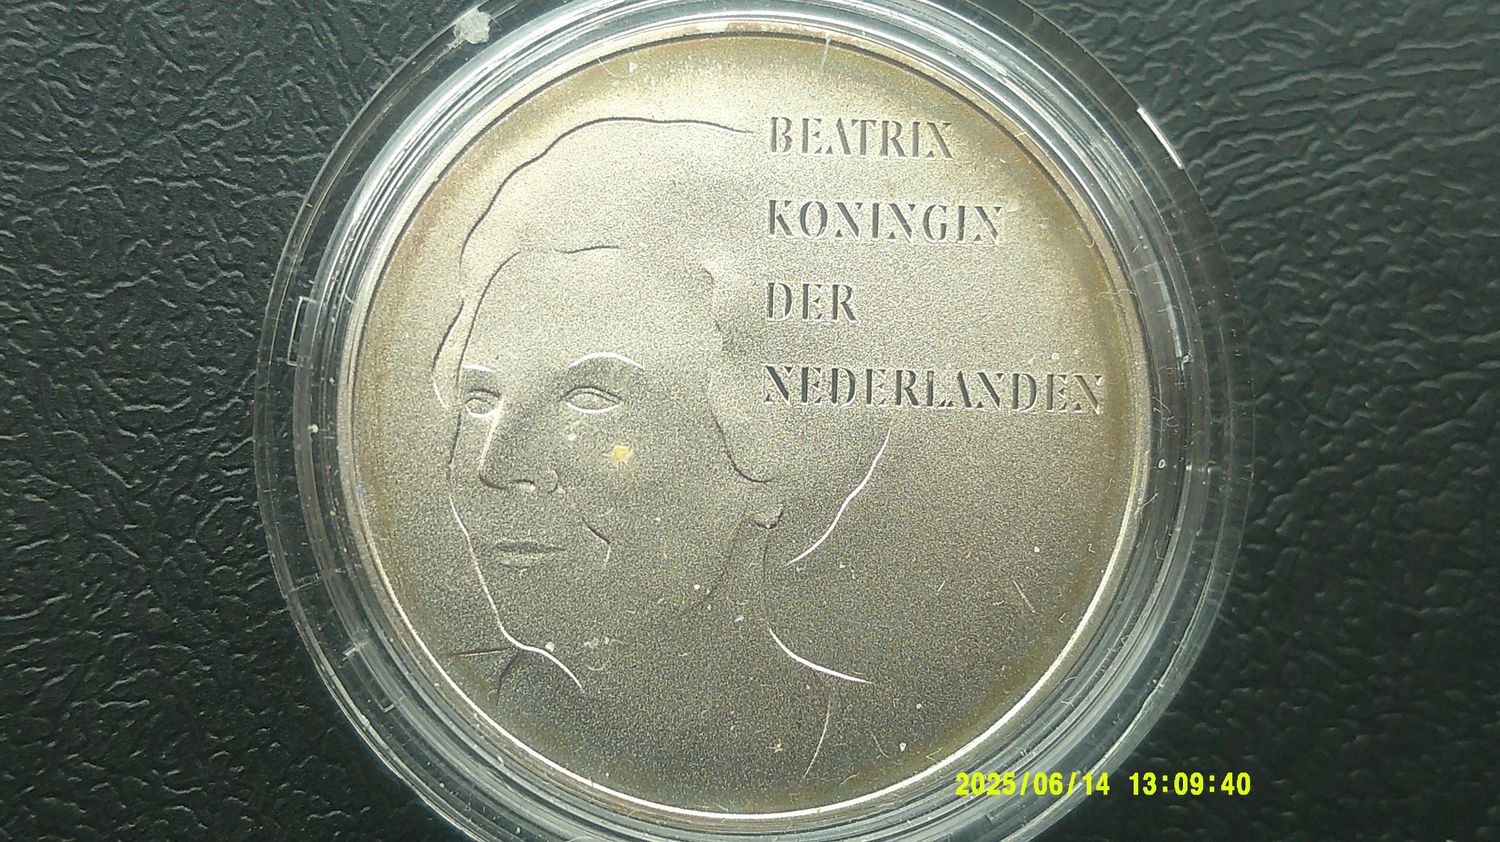 BEATRIX
KONINGIN
DER
NEDERLANDEN
2025/06/14 13:09:40